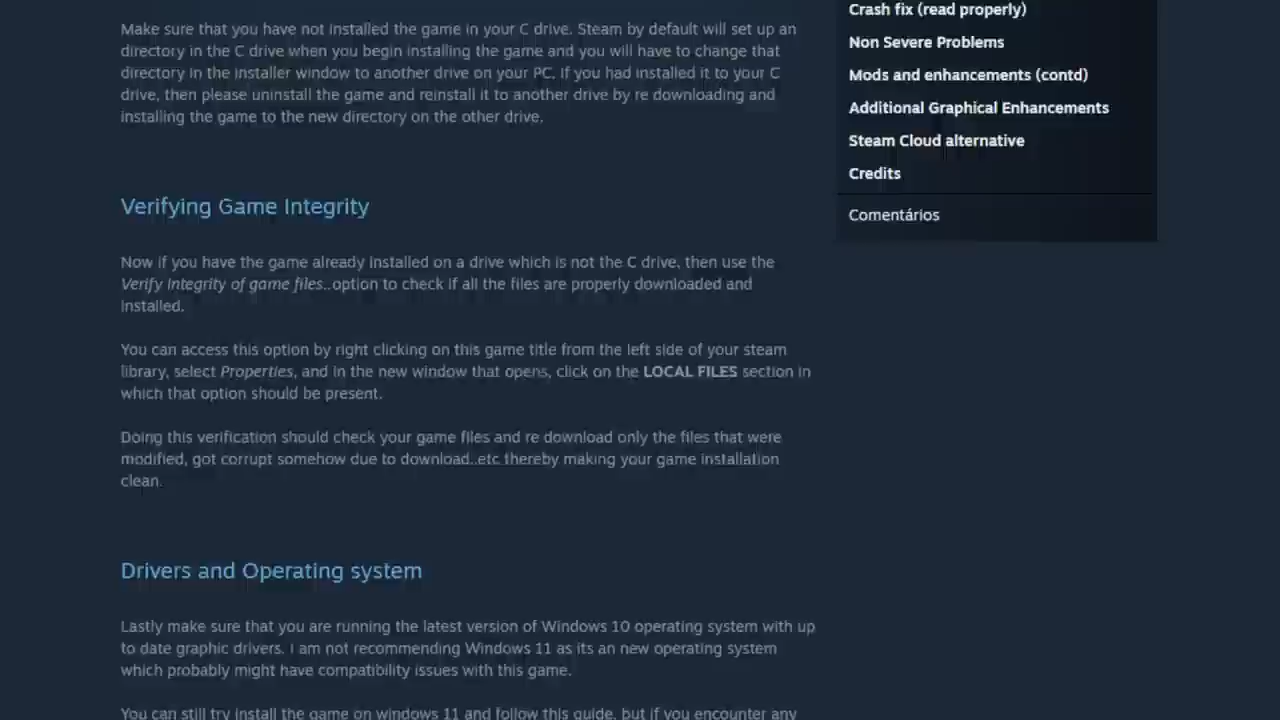 Make sure that you have not installed the game in your C drive. Steam by default will set up an
directory in the C drive when you begin installing the game and you will have to change that
directory in the installer window to another drive on your PC. If you had installed it to your C
drive, then please uninstall the game and reinstall it to another drive by re downloading and
installing the game to the new directory on the other drive.
Verifying Game Integrity
Now if you have the game already installed on a drive which is not the C drive, then use the
Verify Integrity of game files..option to check if all the files are properly downloaded and
installed.
You can access this option by right clicking on this game title from the left side of your steam
library, select Properties, and in the new window that opens, click on the LOCAL FILES section in
which that option should be present.
Doing this verification should check your game files and re download only the files that were
modified, got corrupt somehow due to download..etc thereby making your game installation
clean.
Drivers and Operating system
Lastly make sure that you are running the latest version of Windows 10 operating system with up
to date graphic drivers. I am not recommending Windows 11 as its an new operating system
which probably might have compatibility issues with this game.
You can still try install the game on windows 11 and follow this guide, but if you encounter any
Crash fix (read properly)
Non Severe Problems
Mods and enhancements (contd)
Additional Graphical Enhancements
Steam Cloud alternative
Credits
Comentários